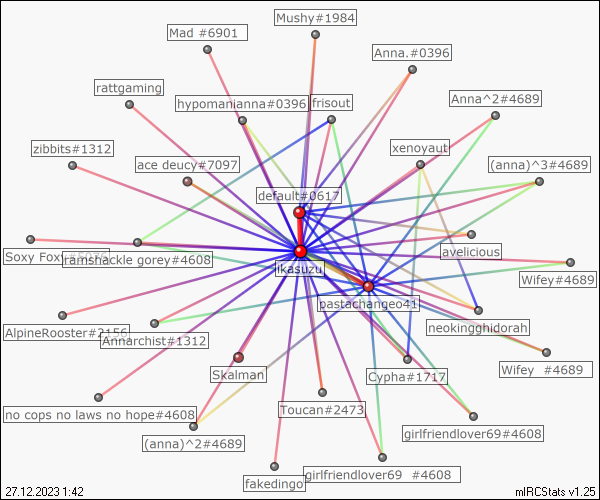 Mushy#1984
Mad #6901
Anna.#0396
rattgaming
hypomanianna#0396
frisout
Anna^2#4689
zibbits#1312
ace deucy#7097
xenoyaut
(anna)^3#4689
default#0617
Soxy Fox
ramshackle gorey#4608
avelicious
ikasuzu
Wifey#4689
pastachangeo41
AlpineRooster#2156
Annarchist#1312
neokingghidorah
Skalman
Cypha#1717
Wifey #4689
no cops no laws no hope#4608
Toucan#2473
(anna)^2#4689
girlfriendlover69#4608
fakedingo
girlfriendlover69 #4608
27.12.2023 1:42
mIRCStats v1.25